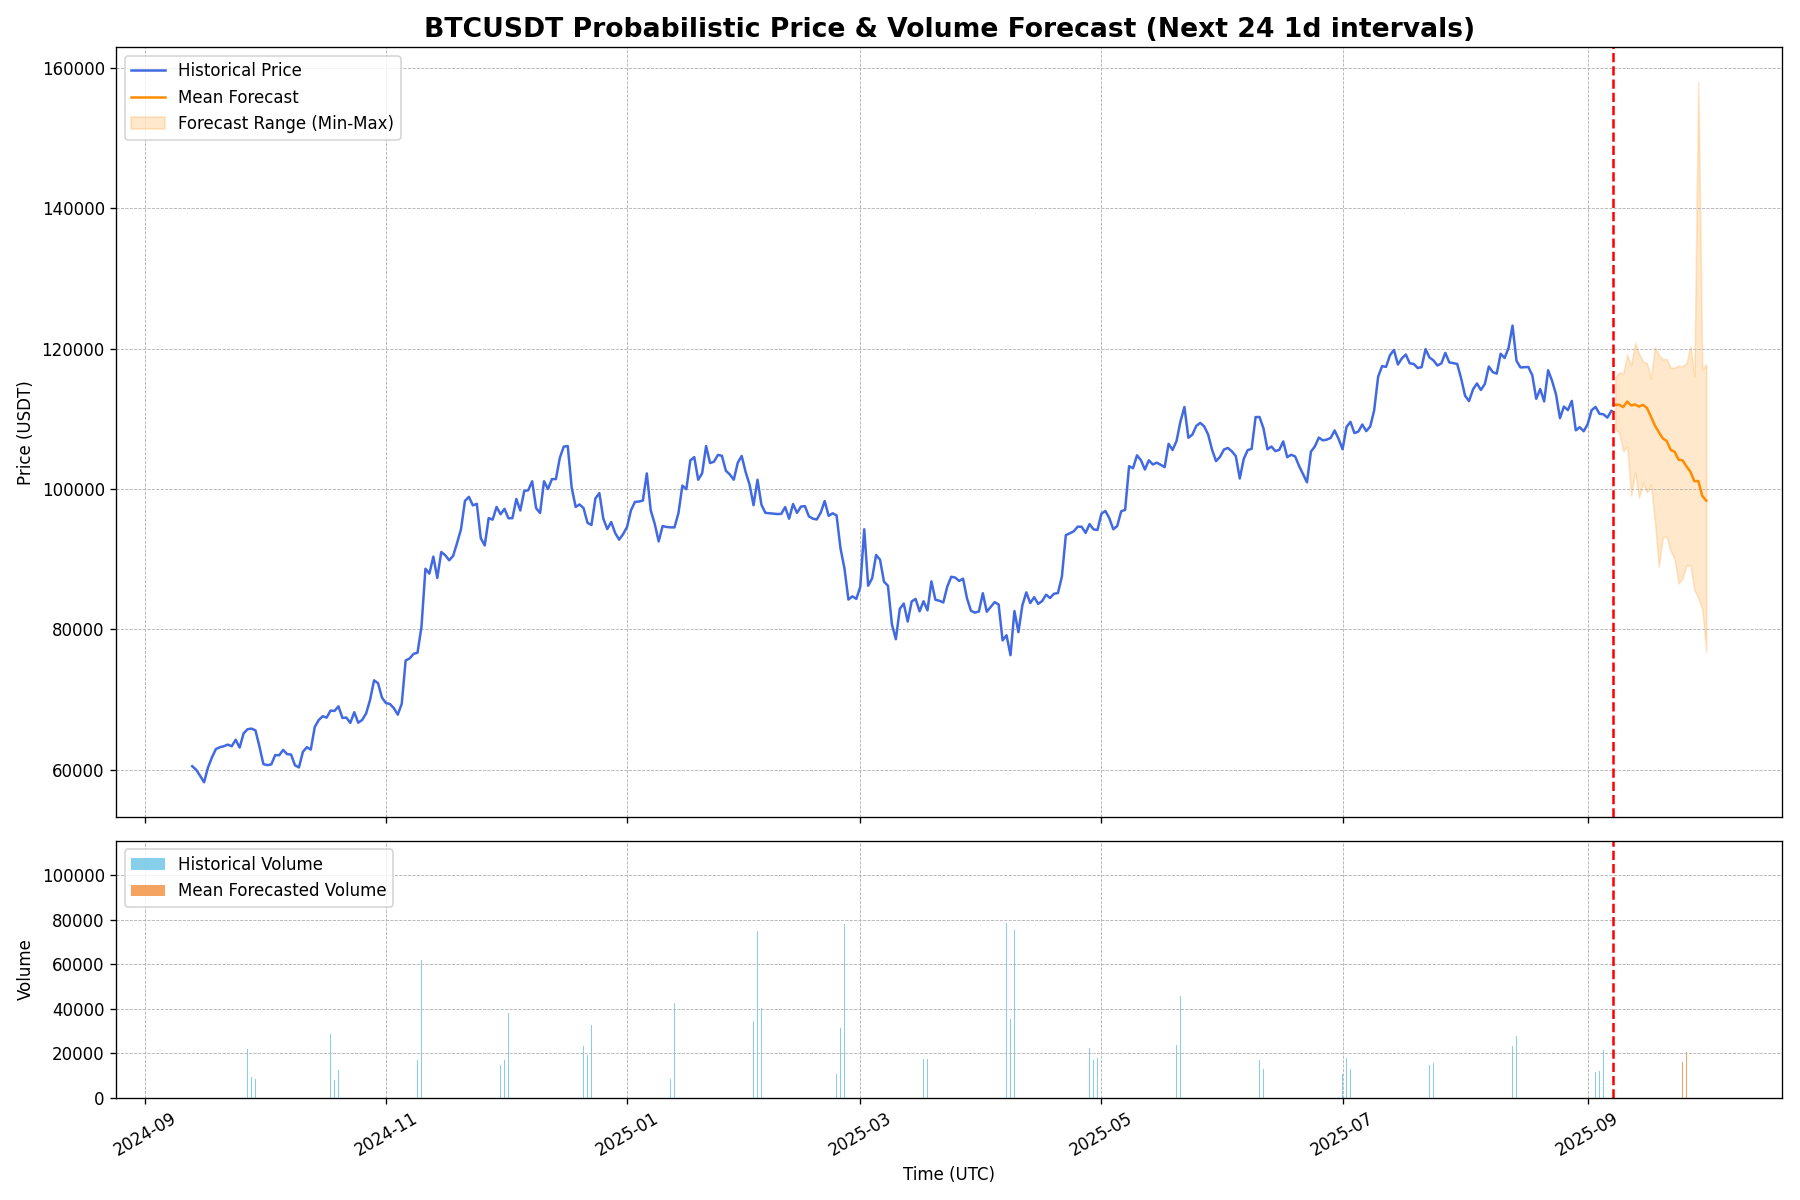 BTCUSDT Probabilistic Price & Volume Forecast (Next 24 1d intervals)
Historical Price
Mean Forecast
Forecast Range (Min-Max)
160000
140000
120000
100000
80000
60000
Price (USDT)
Historical Volume
Mean Forecasted Volume
100000
80000
60000
40000
20000
0
Volume
2024-09
2024-11
2025-01
2025-03
2025-05
2025-07
2025-09
Time (UTC)